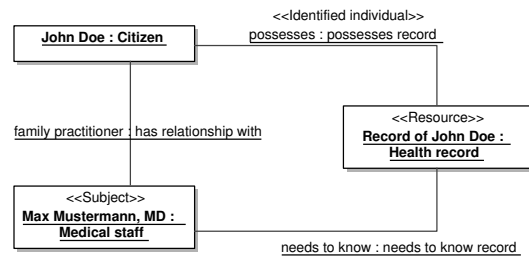 <<Identified individual>>
John Doe : Citizen
possesses : possesses record
<<Resource>>
Record of John Doe :
Health record
family practitioner : has relationship with
<<Subject>>
Max Mustermann, MD :
Medical staff
needs to know : needs to know record